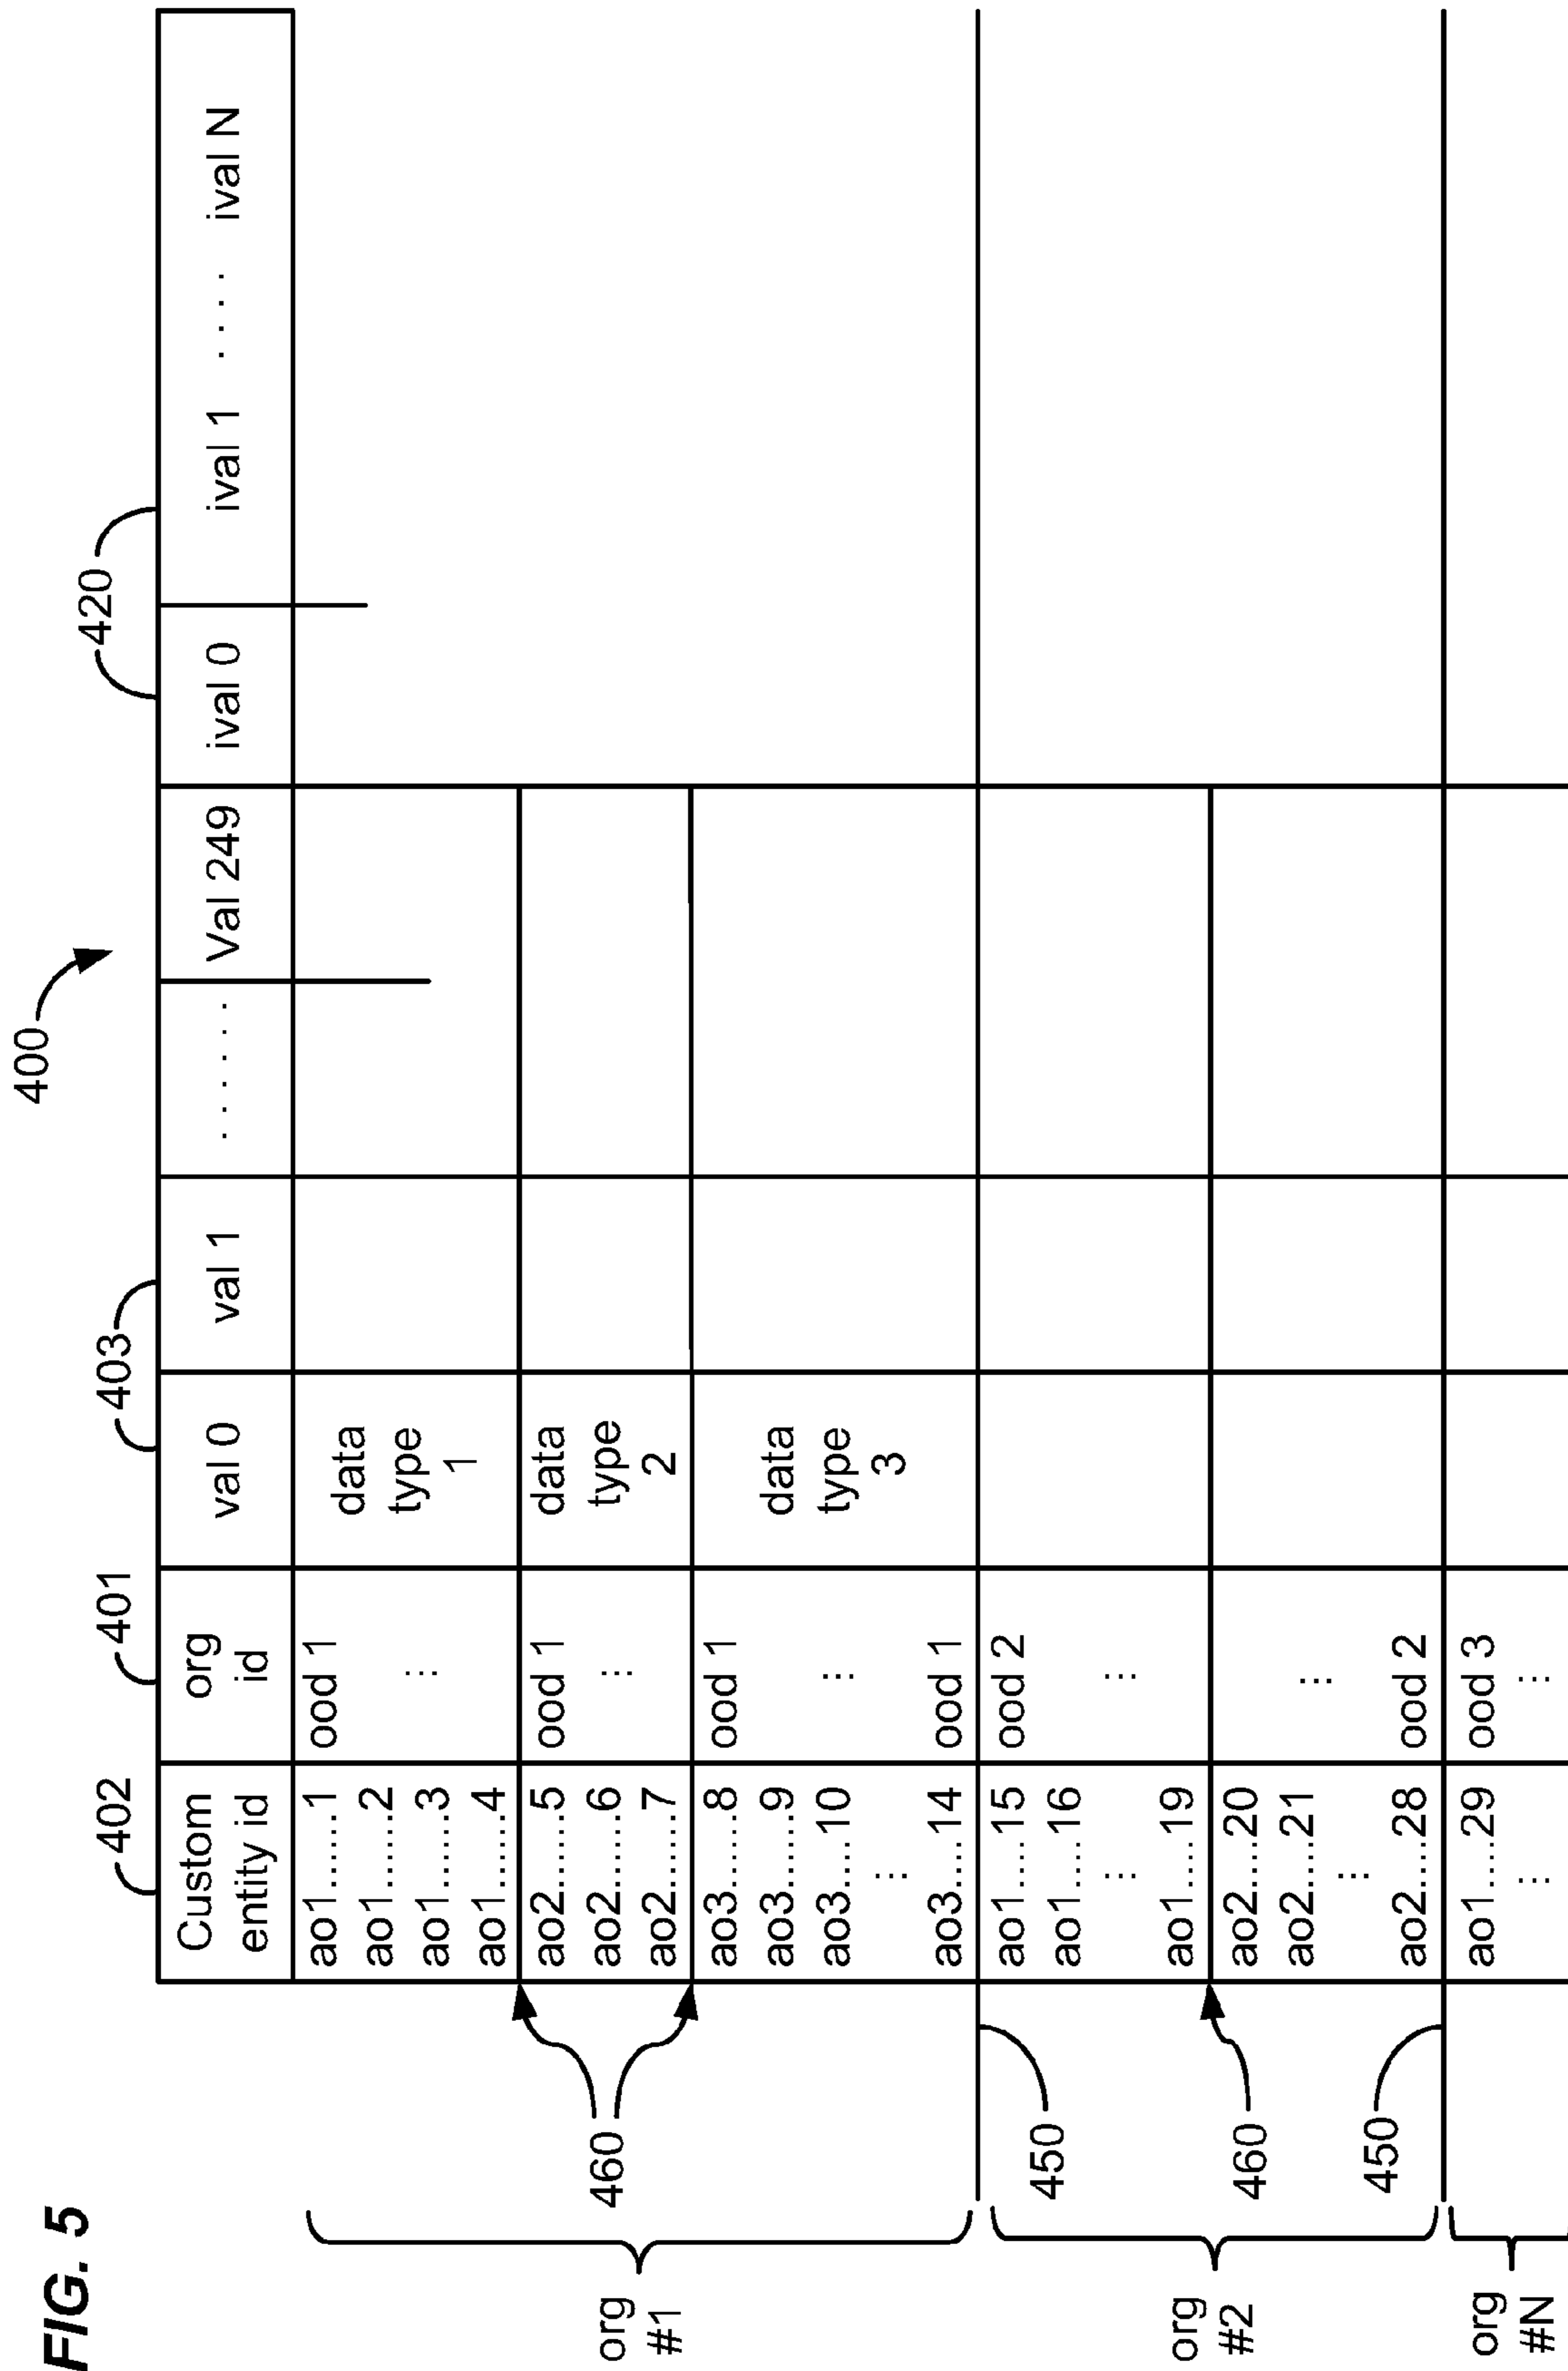 FIG. 5
400
402
401
403
420
Custom entity id
org id
val 0
val 1
. . . . . .
Val 249
ival 0
ival 1 . . . . ival N
org #1
ao1.......1
ood 1
data type 1
ao1.......2
ao1.......3
...
ao1.......4
460
ao2.......5
ood 1
data type 2
ao2.......6
...
ao2.......7
ao3.......8
ood 1
data type 3
ao3.......9
ao3....10
...
...
ao3....14
ood 1
450
org #2
ao1....15
ood 2
ao1....16
...
...
ao1....19
460
ao2....20
ao2....21
...
...
ao2....28
ood 2
450
org #N
ao1....29
ood 3
...
...